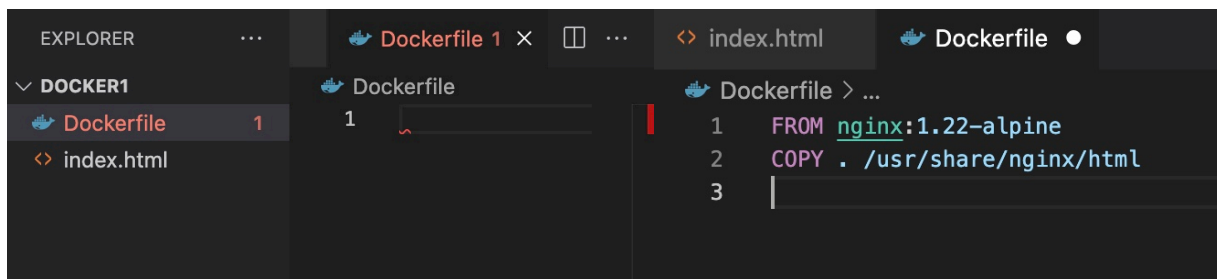 EXPLORER ...
DOCKER1
Dockerfile 1
index.html
Dockerfile 1 × ...
Dockerfile
1
index.html Dockerfile
Dockerfile > ...
1 FROM nginx:1.22-alpine
2 COPY . /usr/share/nginx/html
3